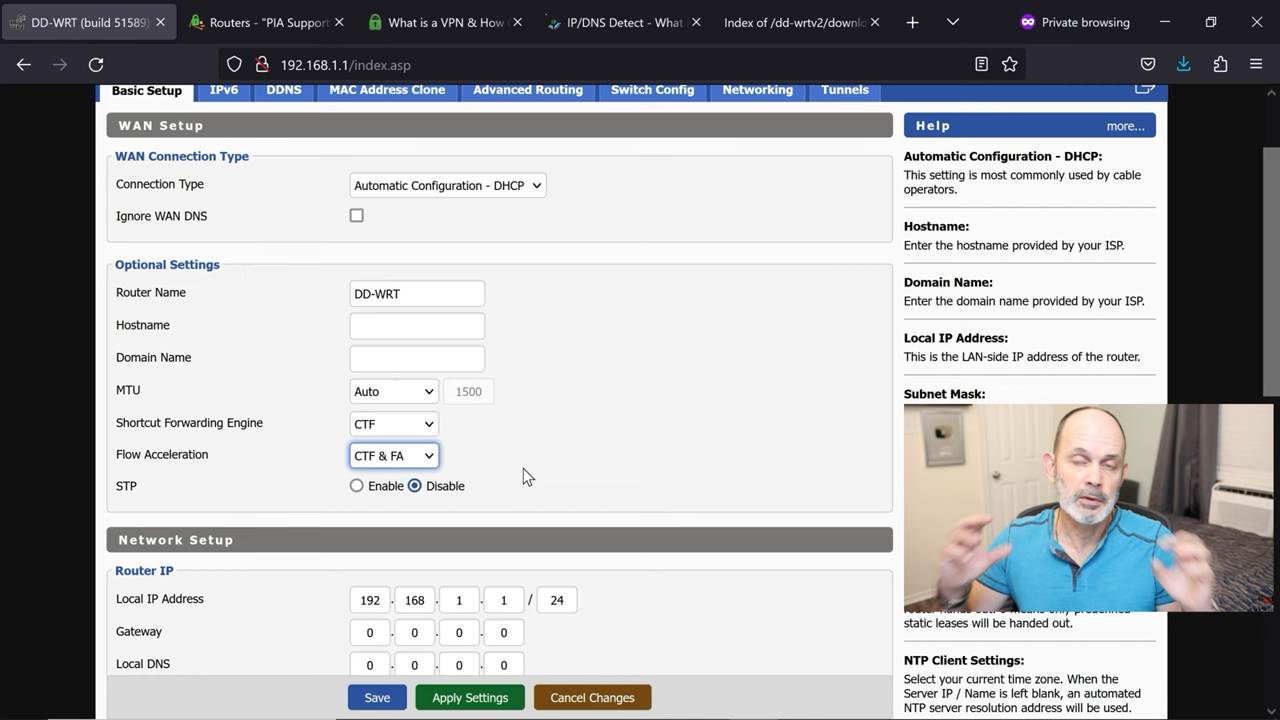 DD-WRT (build 51589)
Routers - "PIA Support
What is a VPN & How
IP/DNS Detect - What
Index of /dd-wrtv2/downlo
Private browsing
192.168.1.1/index.asp
Basic Setup
IPv6
DDNS
MAC Address Clone
Advanced Routing
Switch Config
Networking
Tunnels
WAN Setup
WAN Connection Type
Connection Type
Automatic Configuration - DHCP
Ignore WAN DNS
Optional Settings
Router Name
DD-WRT
Hostname
Domain Name
MTU
Auto
1500
Shortcut Forwarding Engine
CTF
Flow Acceleration
CTF & FA
STP
Enable
Disable
Network Setup
Router IP
Local IP Address
192 . 168 . 1 . 1 / 24
Gateway
0 . 0 . 0 . 0
Local DNS
0 . 0 . 0 . 0
Save
Apply Settings
Cancel Changes
Help
more...
Automatic Configuration - DHCP:
This setting is most commonly used by cable
operators.
Hostname:
Enter the hostname provided by your ISP.
Domain Name:
Enter the domain name provided by your ISP.
Local IP Address:
This is the LAN-side IP address of the router.
Subnet Mask:
static leases will be handed out.
NTP Client Settings:
Select your current time zone. When the
Server IP / Name is left blank, an automated
NTP server resolution address will be used.